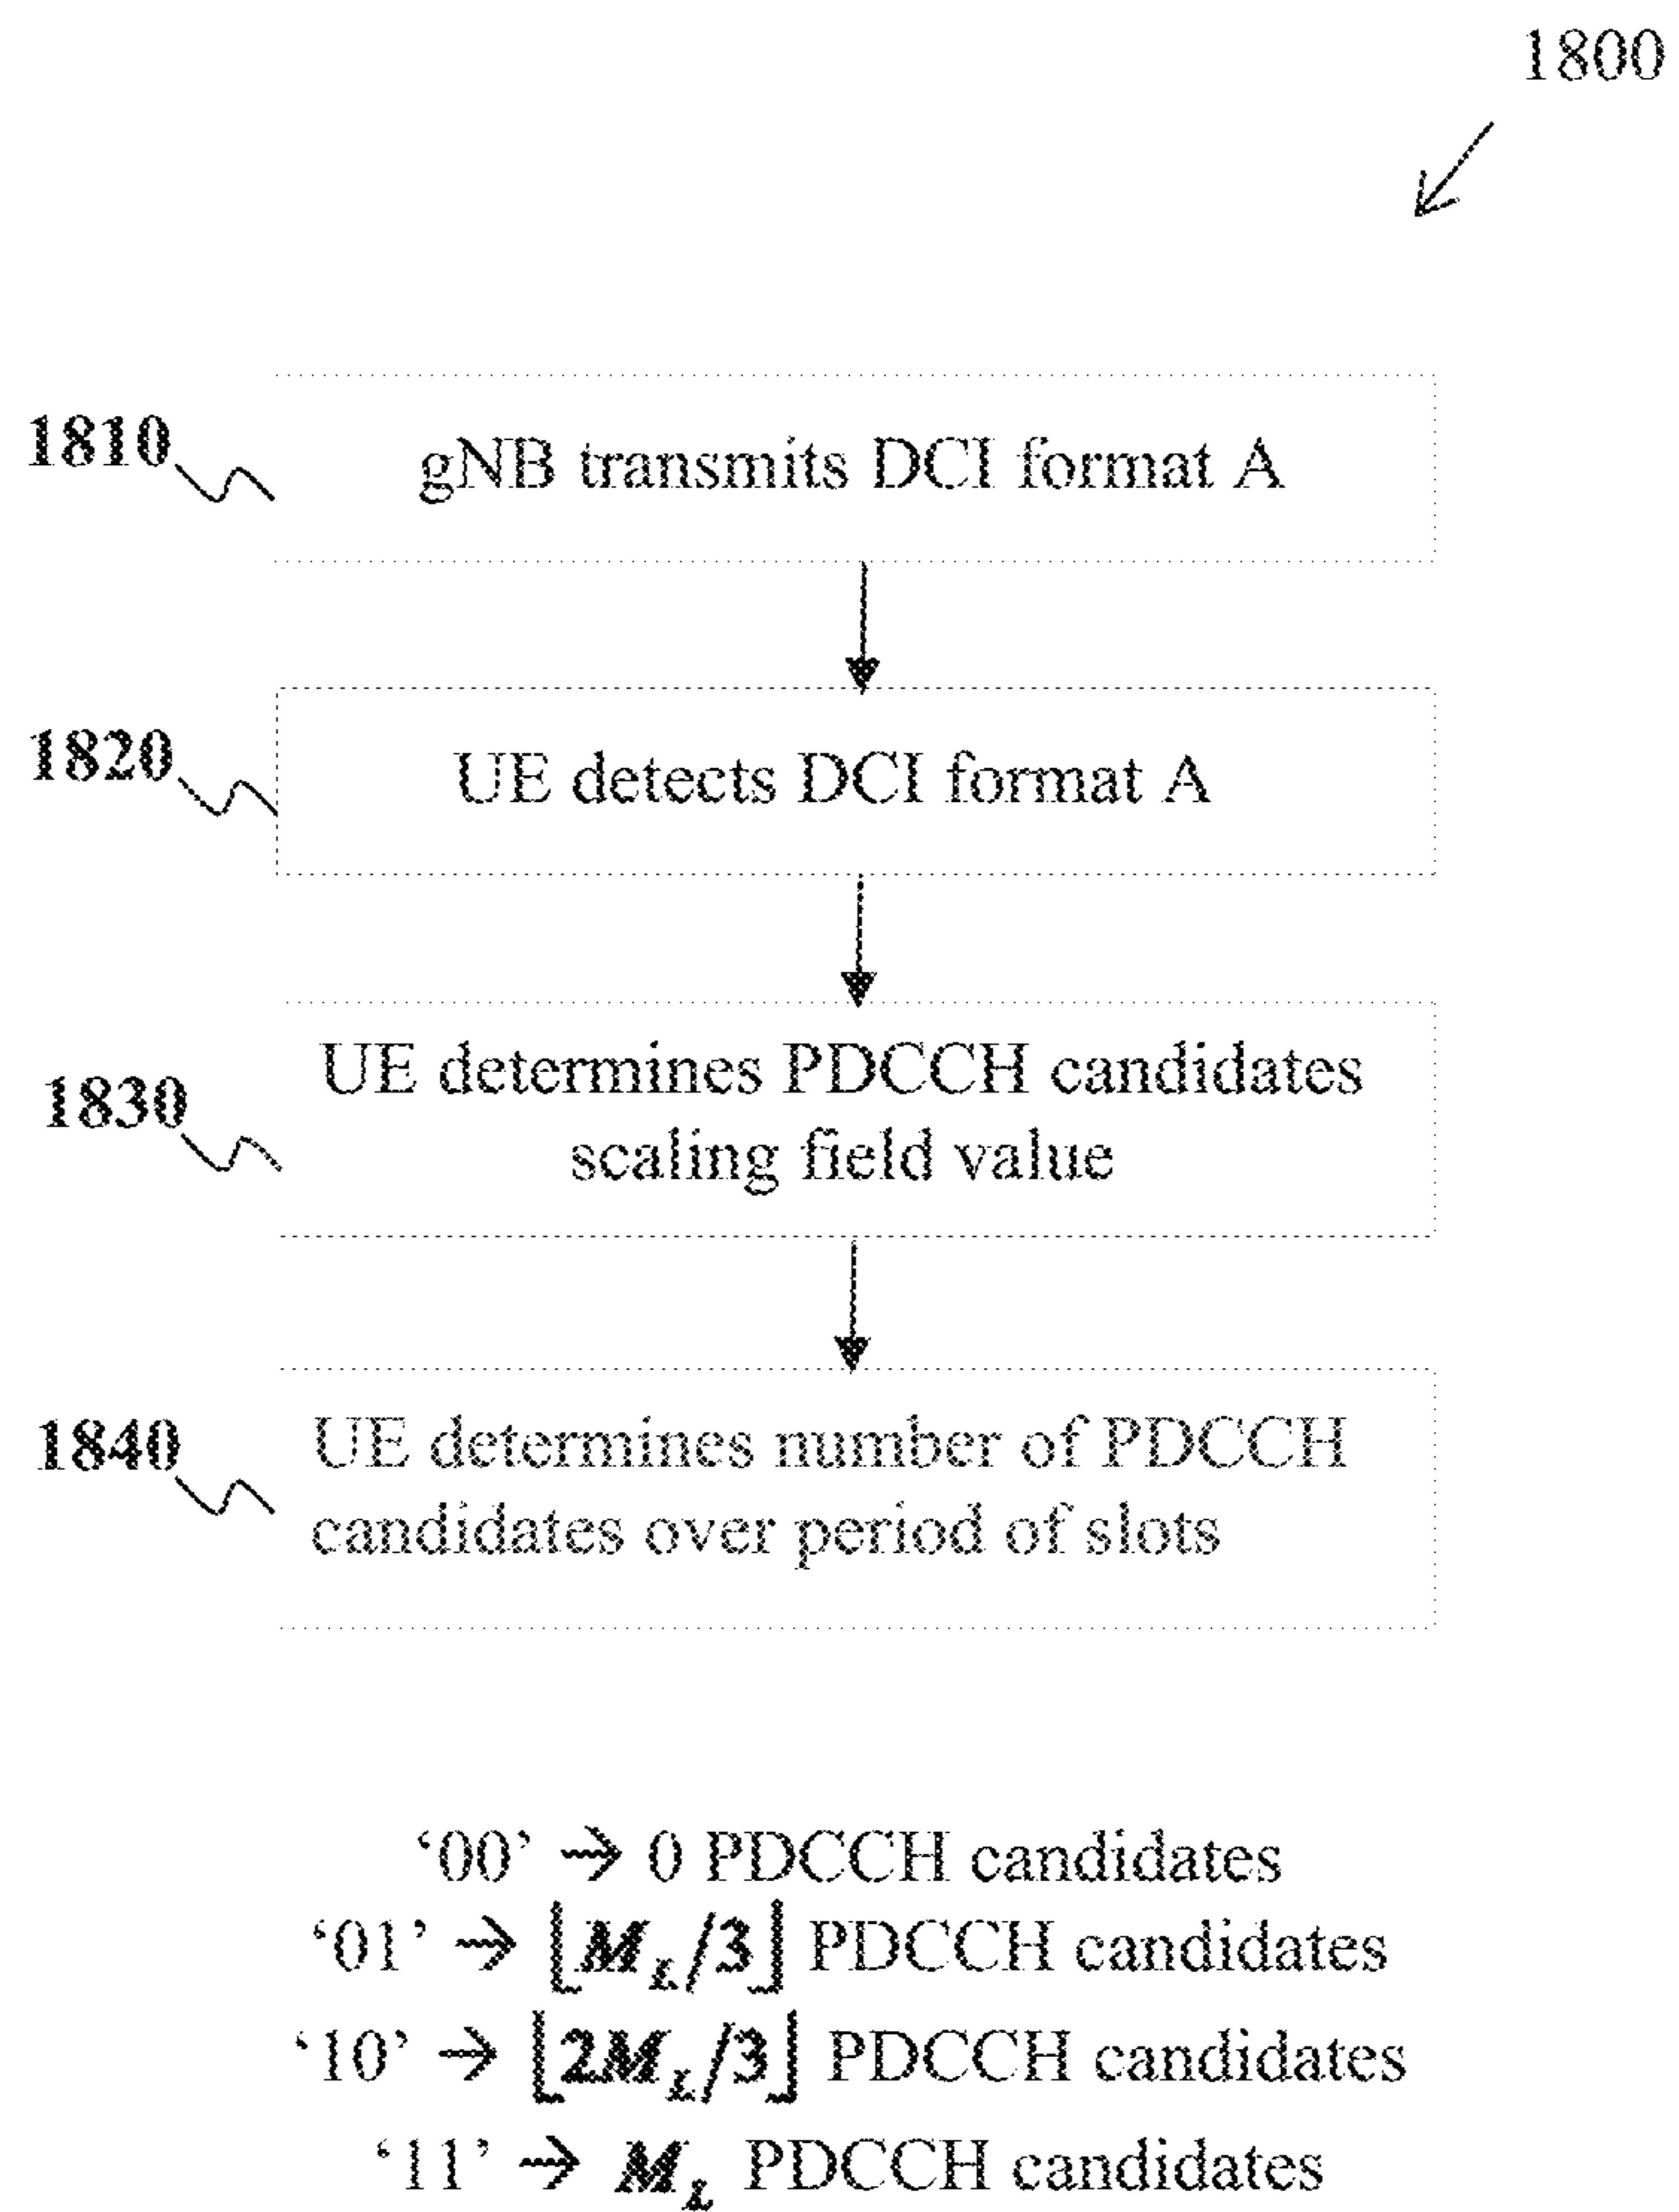 1800
1810
gNB transmits DCI format A
1820
UE detects DCI format A
1830
UE determines PDCCH candidates
scaling field value
1840
UE determines number of PDCCH
candidates over period of slots
‘00’ → 0 PDCCH candidates
‘01’ → ⌊M_L/3⌋ PDCCH candidates
‘10’ → ⌊2M_L/3⌋ PDCCH candidates
‘11’ → M_L PDCCH candidates